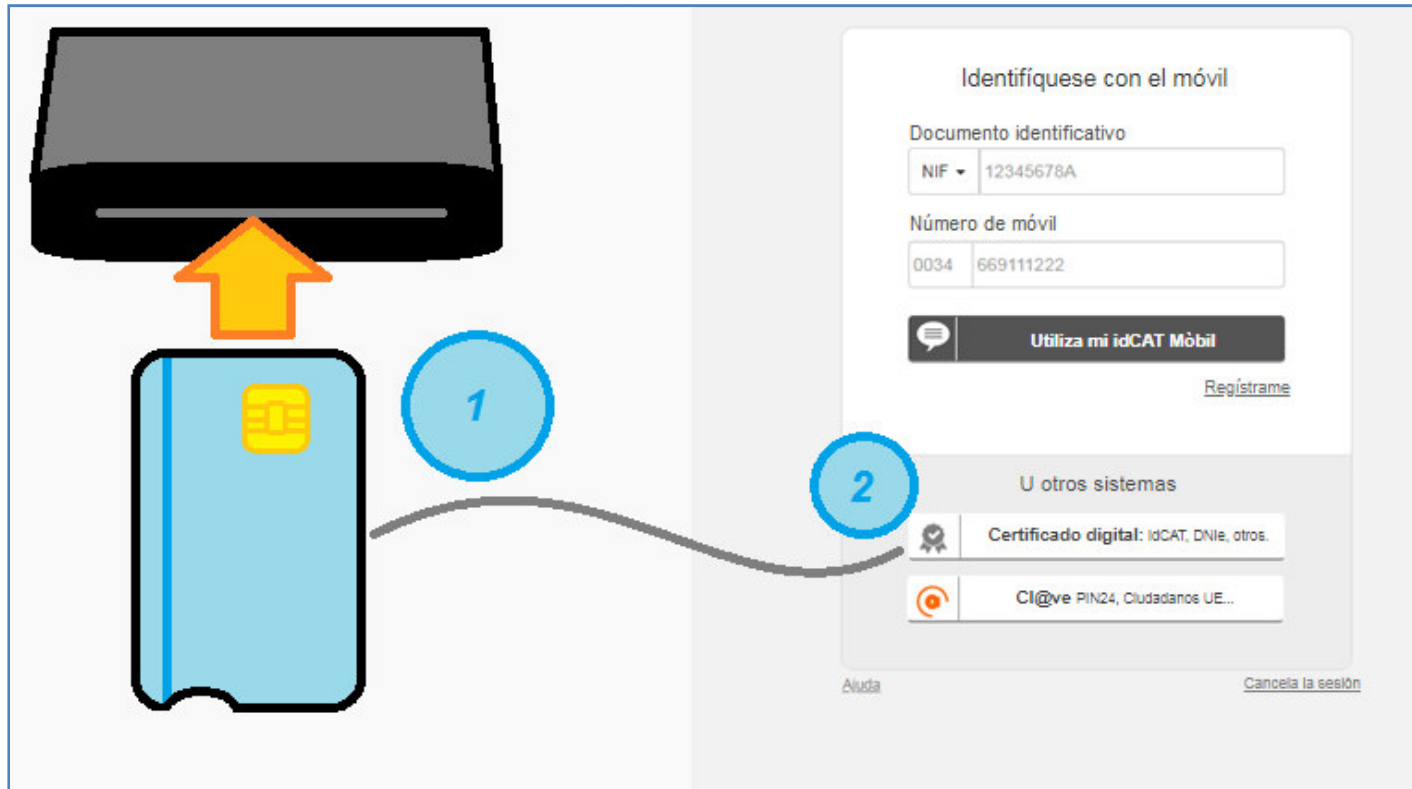 1
Identifíquese con el móvil
Documento identificativo
NIF 12345678A
Número de móvil
0034 669111222
Utiliza mi idCAT Mòbil
Regístrame
2
U otros sistemas
Certificado digital: idCAT, DNIe, otros.
Cl@ve PIN24, Ciudadanos UE...
Ajuda
Cancela la sesión